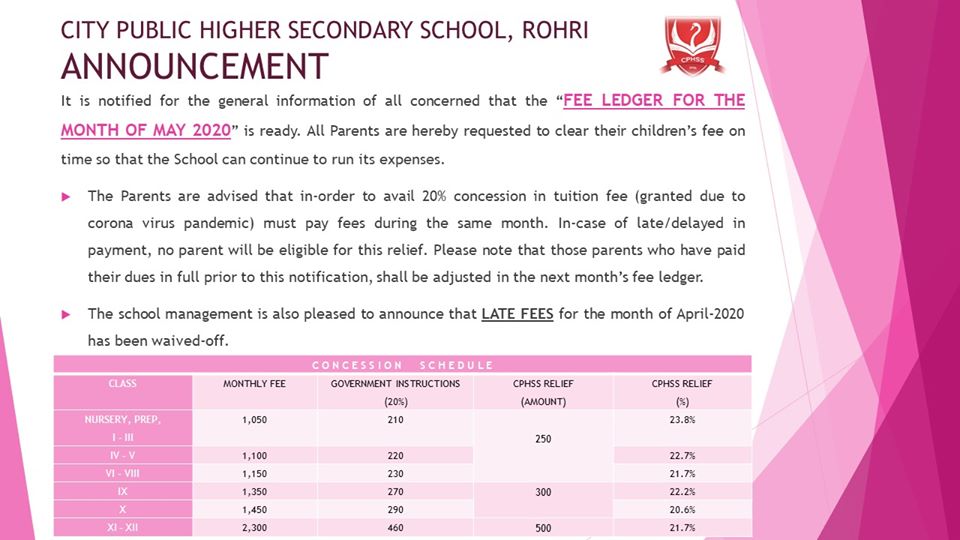 CITY PUBLIC HIGHER SECONDARY SCHOOL, ROHRI
ANNOUNCEMENT
CPHSS
It is notified for the general information of all concerned that the “FEE LEDGER FOR THE
MONTH OF MAY 2020” is ready. All Parents are hereby requested to clear their children’s fee on
time so that the School can continue to run its expenses.
The Parents are advised that in-order to avail 20% concession in tuition fee (granted due to
corona virus pandemic) must pay fees during the same month. In-case of late/delayed in
payment, no parent will be eligible for this relief. Please note that those parents who have paid
their dues in full prior to this notification, shall be adjusted in the next month’s fee ledger.
The school management is also pleased to announce that LATE FEES for the month of April-2020
has been waived-off.
CONCESSION SCHEDULE
CLASS MONTHLY FEE GOVERNMENT INSTRUCTIONS CPHSS RELIEF CPHSS RELIEF
(20%) (AMOUNT) (%)
NURSERY, PREP, 1,050 210 23.8%
I - III 250
IV - V 1,100 220 22.7%
VI - VIII 1,150 230 21.7%
IX 1,350 270 300 22.2%
X 1,450 290 20.6%
XI - XII 2,300 460 500 21.7%